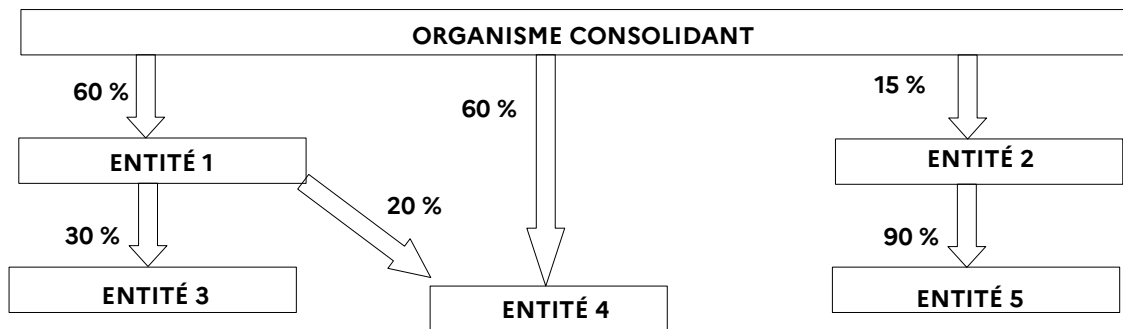 ORGANISME CONSOLIDANT
60 %
60 %
15 %
ENTITÉ 1
ENTITÉ 2
20 %
30 %
90 %
ENTITÉ 3
ENTITÉ 4
ENTITÉ 5